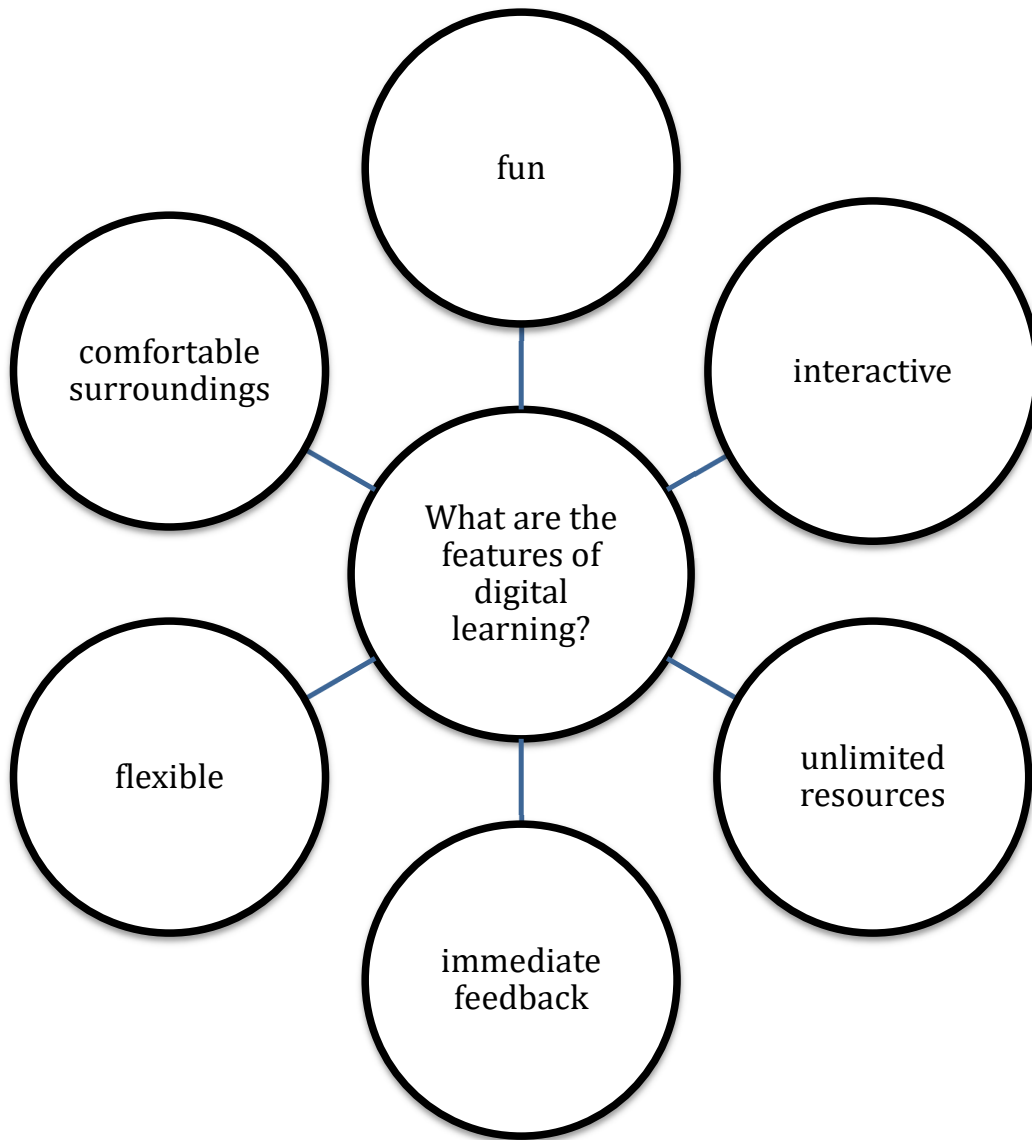 fun
comfortable
surroundings
interactive
What are the
features of
digital
learning?
flexible
unlimited
resources
immediate
feedback